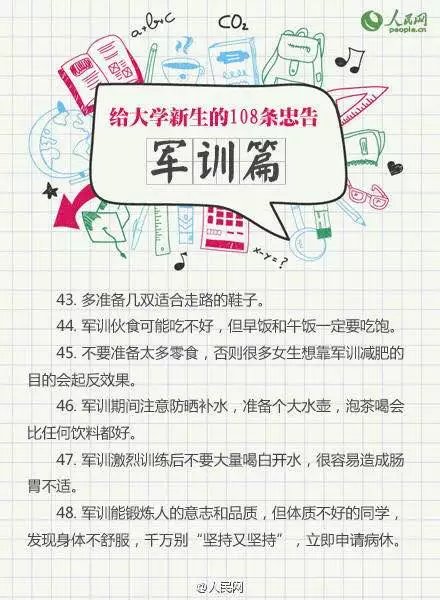 a+b=c
CO₂
人民网
people.cn
给大学新生的108条忠告
军训篇
x-y=?
43. 多准备几双适合走路的鞋子。
44. 军训伙食可能吃不好，但早饭和午饭一定要吃饱。
45. 不要准备太多零食，否则很多女生想靠军训减肥的
目的会起反效果。
46. 军训期间注意防晒补水，准备个大水壶，泡茶喝会
比任何饮料都好。
47. 军训激烈训练后不要大量喝白开水，很容易造成肠
胃不适。
48. 军训能锻炼人的意志和品质，但体质不好的同学，
发现身体不舒服，千万别“坚持又坚持”，立即申请病休。
@人民网